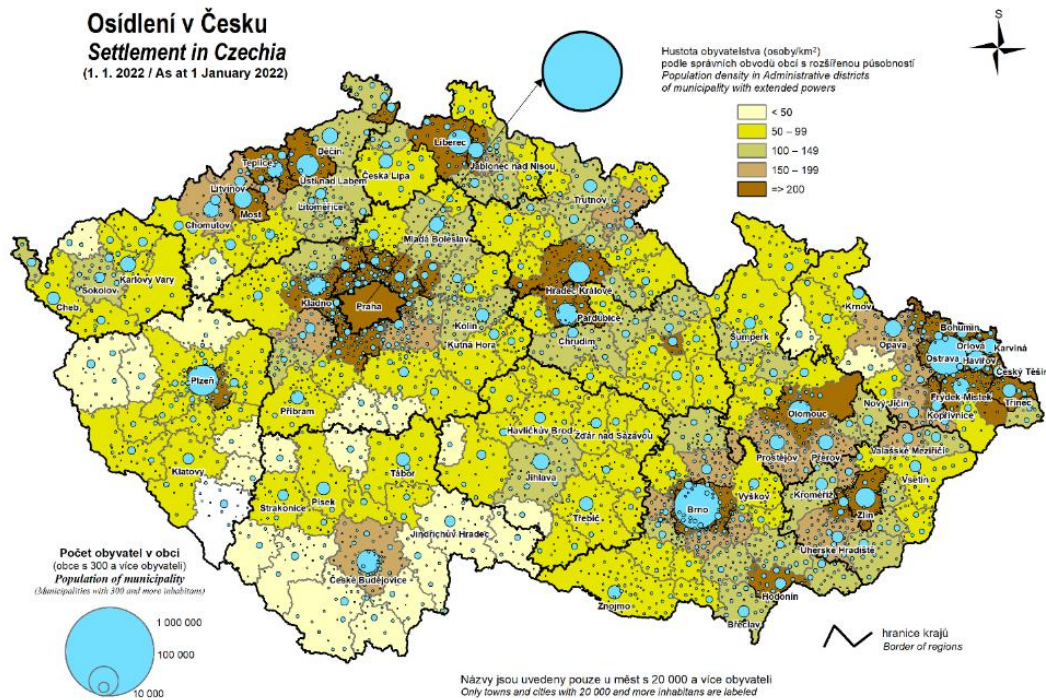 Osídlení v Česku
Settlement in Czechia
(1. 1. 2022 / As at 1 January 2022)
S
Hustota obyvatelstva (osoby/km²)
podle správních obvodů obcí s rozšířenou působností
Population density in Administrative districts
of municipality with extended powers
< 50
50 – 99
100 – 149
150 – 199
=> 200
Děčín
Liberec
Teplice
Jablonec nad Nisou
Ústí nad Labem
Česká Lípa
Litvínov
Trutnov
Most
Litoměřice
Chomutov
Mladá Boleslav
Karlovy Vary
Sokolov
Hradec Králové
Cheb
Kladno
Praha
Krnov
Pardubice
Kolín
Bohumín
Šumperk
Opava
Orlová
Karviná
Chrudim
Kutná Hora
Ostrava
Havířov
Český Těšín
Plzeň
Frýdek-Místek
Třinec
Příbram
Olomouc
Nový Jičín
Kopřivnice
Havlíčkův Brod
Žďár nad Sázavou
Prostějov
Přerov
Valašské Meziříčí
Klatovy
Tábor
Jihlava
Vsetín
Kroměříž
Vyškov
Písek
Strakonice
Brno
Zlín
Třebíč
Jindřichův Hradec
Uherské Hradiště
České Budějovice
Hodonín
Znojmo
Břeclav
Počet obyvatel v obci
(obce s 300 a více obyvateli)
Population of municipality
(Municipalities with 300 and more inhabitans)
1 000 000
100 000
10 000
hranice krajů
Border of regions
Názvy jsou uvedeny pouze u měst s 20 000 a více obyvateli
Only towns and cities with 20 000 and more inhabitans are labeled